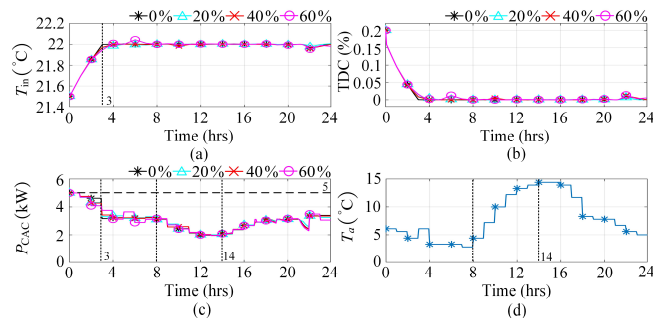 0% 20% 40% 60%
22.4
22.2
22
21.8
21.6
21.4
T_in (°C)
3
0 4 8 12 16 20 24
Time (hrs)
(a)
0% 20% 40% 60%
0.2
0.15
0.1
0.05
0
TDC (%)
0 4 8 12 16 20 24
Time (hrs)
(b)
0% 20% 40% 60%
6
4
2
0
P_CAC (kW)
5
3
14
0 4 8 12 16 20 24
Time (hrs)
(c)
15
10
5
0
T_a (°C)
14
0 4 8 12 16 20 24
Time (hrs)
(d)